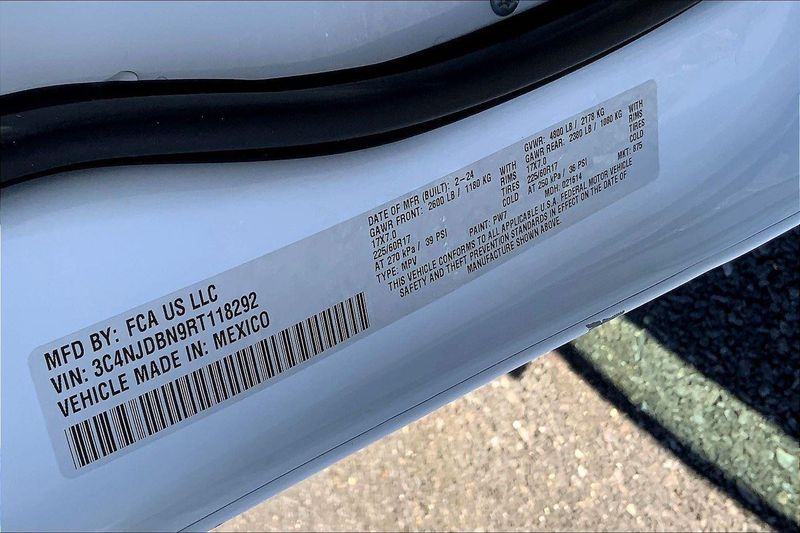 MFD BY: FCA US LLC
VIN: 3C4NJDBN9RT118292
VEHICLE MADE IN: MEXICO
DATE OF MFR (BUILT): 2-24
GVWR: 4800 LB / 2178 KG
GAWR FRONT: 2600 LB / 1180 KG WITH
GAWR REAR: 2380 LB / 1080 KG WITH
17X7.0 RIMS
17X7.0 RIMS
225/60R17 TIRES
225/60R17 TIRES
AT 270 kPa / 39 PSI COLD
AT 250 kPa / 36 PSI COLD
TYPE: MPV PAINT: PW7 MDH: 021614 MKT: 875
THIS VEHICLE CONFORMS TO ALL APPLICABLE U.S.A. FEDERAL MOTOR VEHICLE
SAFETY AND THEFT PREVENTION STANDARDS IN EFFECT ON THE DATE OF
MANUFACTURE SHOWN ABOVE.